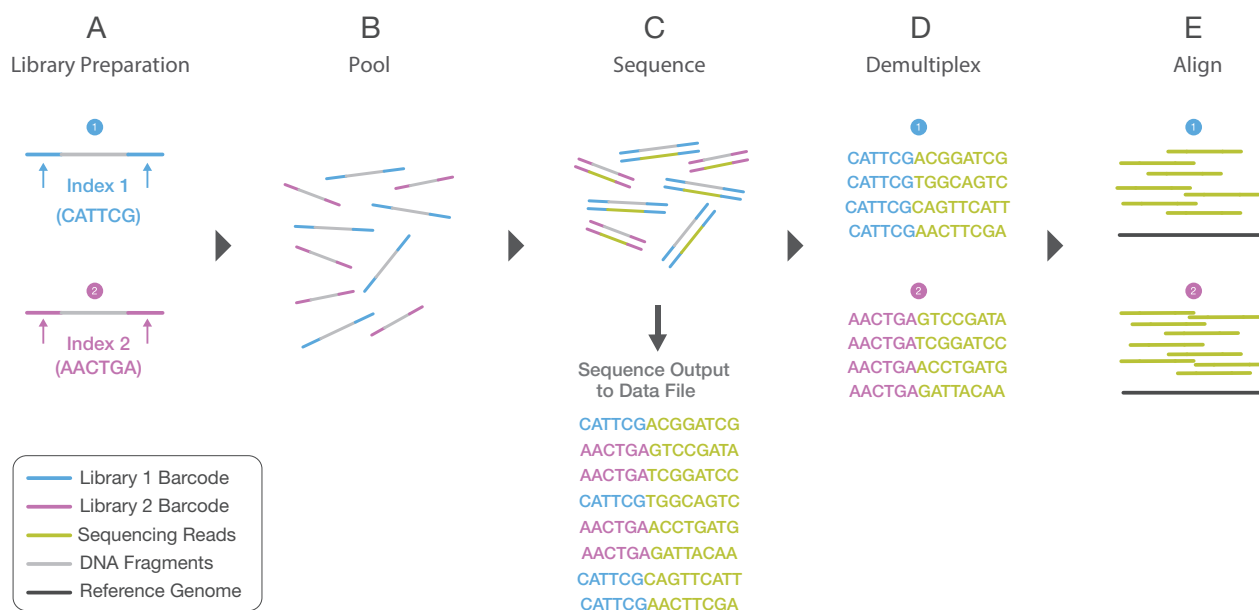 A
Library Preparation
1
Index 1
(CATTCG)
2
Index 2
(AACTGA)
B
Pool
C
Sequence
Sequence Output
to Data File
CATTCGACGGATCG
AACTGAGTCCGATA
AACTGATCGGATCC
CATTCGTGGCAGTC
AACTGAACCTGATG
AACTGAGATTACAA
CATTCGCAGTTCATT
CATTCGAACTTCGA
D
Demultiplex
1
CATTCGACGGATCG
CATTCGTGGCAGTC
CATTCGCAGTTCATT
CATTCGAACTTCGA
2
AACTGAGTCCGATA
AACTGATCGGATCC
AACTGAACCTGATG
AACTGAGATTACAA
E
Align
1
2
Library 1 Barcode
Library 2 Barcode
Sequencing Reads
DNA Fragments
Reference Genome